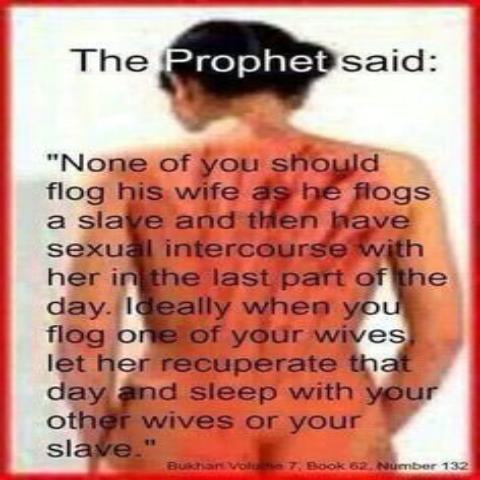 The Prophet said:
"None of you should
flog his wife as he flogs
a slave and then have
sexual intercourse with
her in the last part of the
day. Ideally when you
flog one of your wives,
let her recuperate that
day and sleep with your
other wives or your
slave."
Bukhari Volume 7, Book 62, Number 132